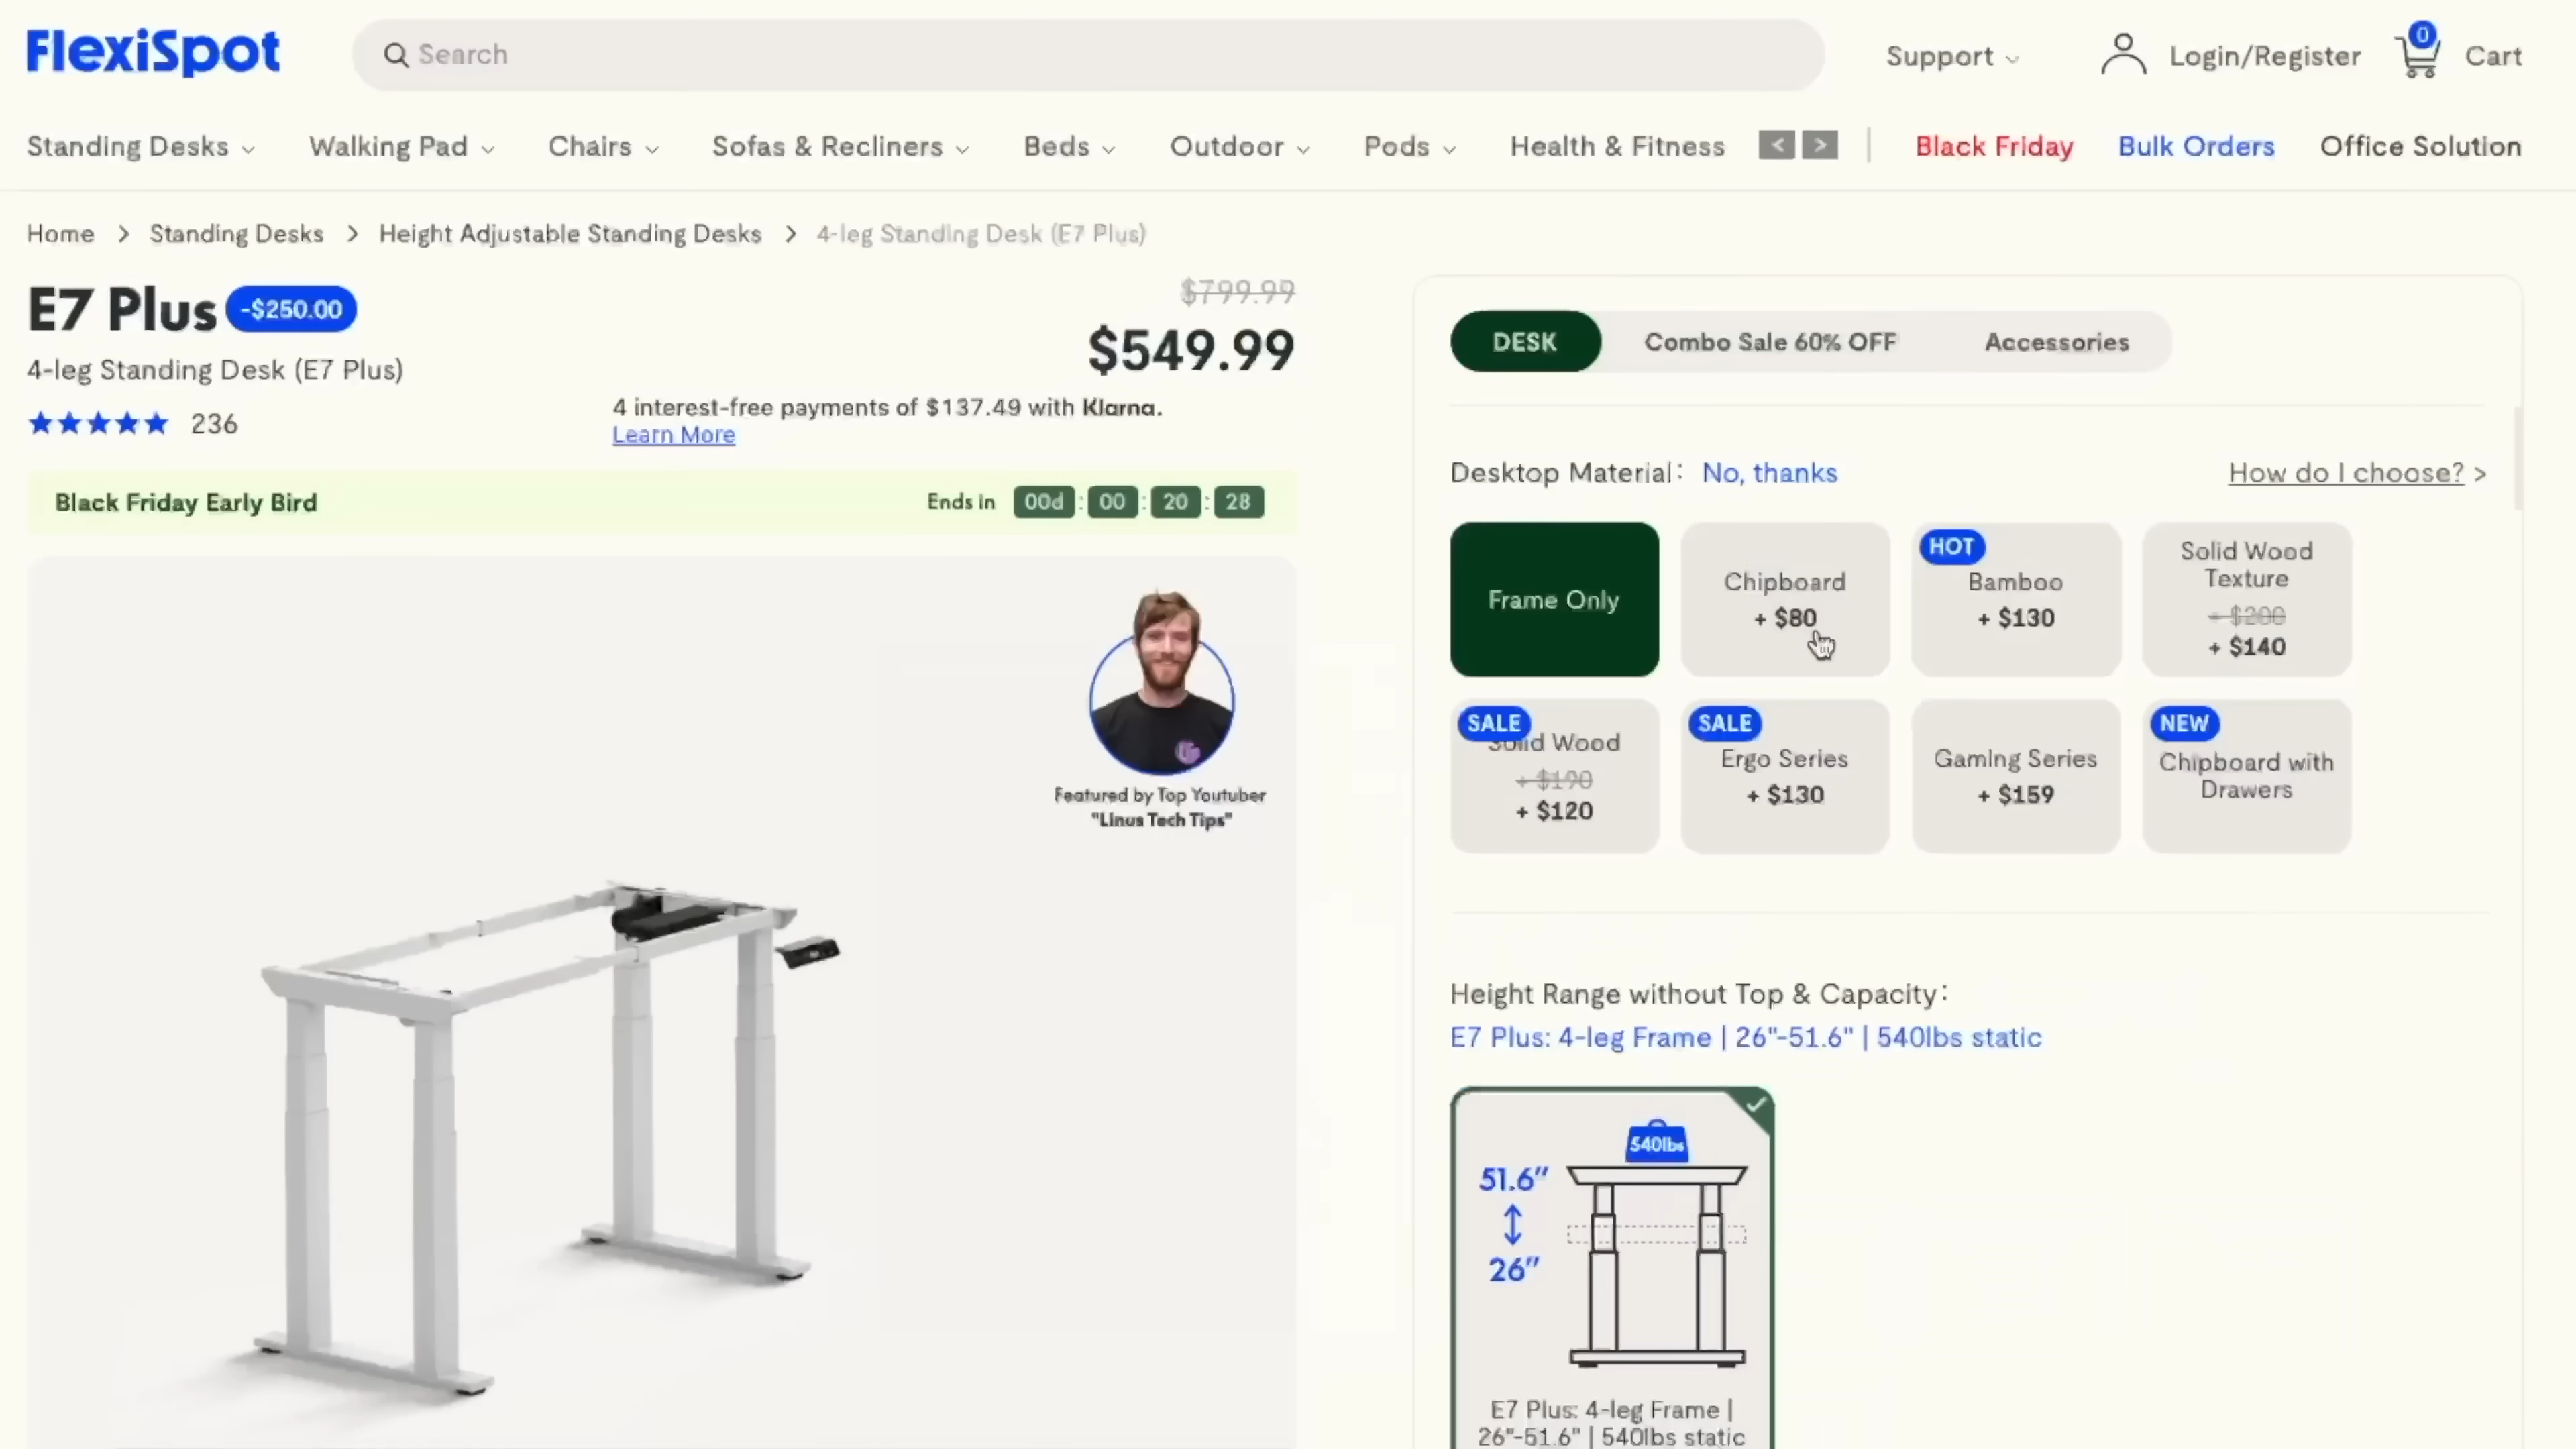 FlexiSpot
Search
Support
0
Login/Register
Cart
Standing Desks
Walking Pad
Chairs
Sofas & Recliners
Beds
Outdoor
Pods
Health & Fitness
<
>
Black Friday
Bulk Orders
Office Solution
Home > Standing Desks > Height Adjustable Standing Desks > 4-leg Standing Desk (E7 Plus)
E7 Plus
-$250.00
$799.99
$549.99
4-leg Standing Desk (E7 Plus)
236
4 interest-free payments of $137.49 with Klarna.
Learn More
Black Friday Early Bird
Ends in 00d : 00 : 20 : 28
Featured by Top Youtuber
"Linus Tech Tips"
DESK
Combo Sale 60% OFF
Accessories
Desktop Material: No, thanks
How do I choose? >
Frame Only
Chipboard
+ $80
HOT
Bamboo
+ $130
Solid Wood
Texture
+ $200
+ $140
SALE
Solid Wood
+ $190
+ $120
SALE
Ergo Series
+ $130
Gaming Series
+ $159
NEW
Chipboard with
Drawers
Height Range without Top & Capacity:
E7 Plus: 4-leg Frame | 26"-51.6" | 540lbs static
540lbs
51.6"
26"
E7 Plus: 4-leg Frame |
26"-51.6" | 540lbs static